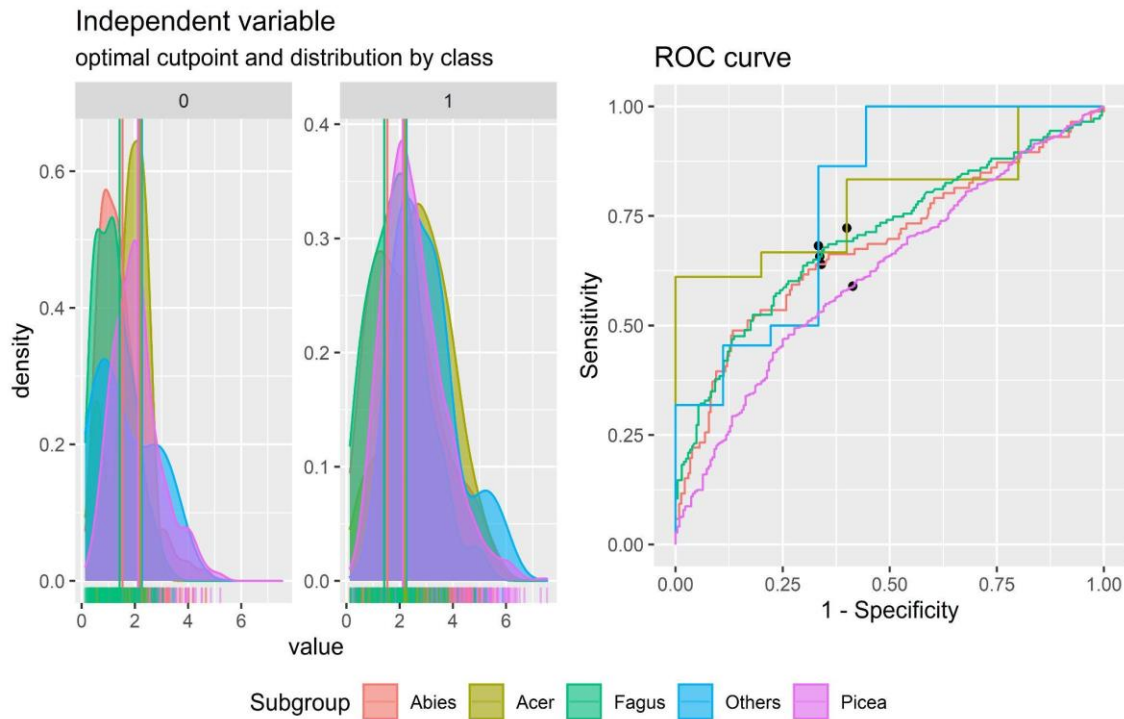 Independent variable
optimal cutpoint and distribution by class
0
1
0.6
0.4
0.2
0.0
density
0.4
0.3
0.2
0.1
0.0
0 2 4 6
0 2 4 6
value
ROC curve
1.00
0.75
0.50
0.25
0.00
Sensitivity
0.00 0.25 0.50 0.75 1.00
1 - Specificity
Subgroup Abies Acer Fagus Others Picea